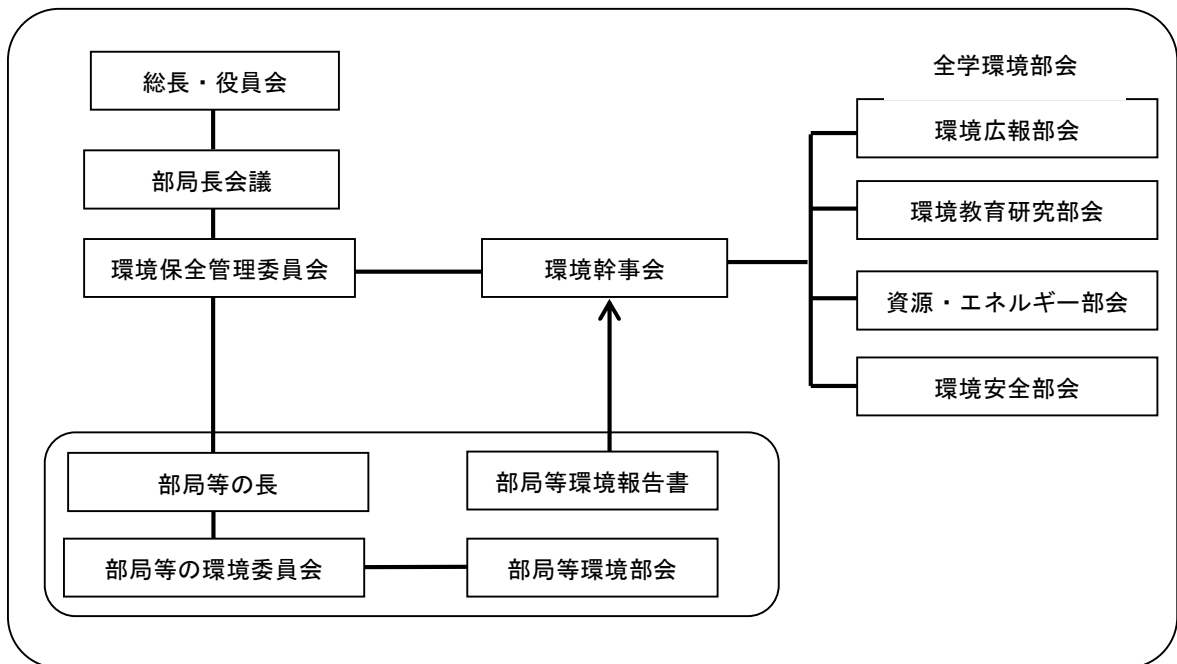 総長・役員会
全学環境部会
環境広報部会
部局長会議
環境教育研究部会
環境保全管理委員会
環境幹事会
資源・エネルギー部会
環境安全部会
部局等の長
部局等環境報告書
部局等の環境委員会
部局等環境部会